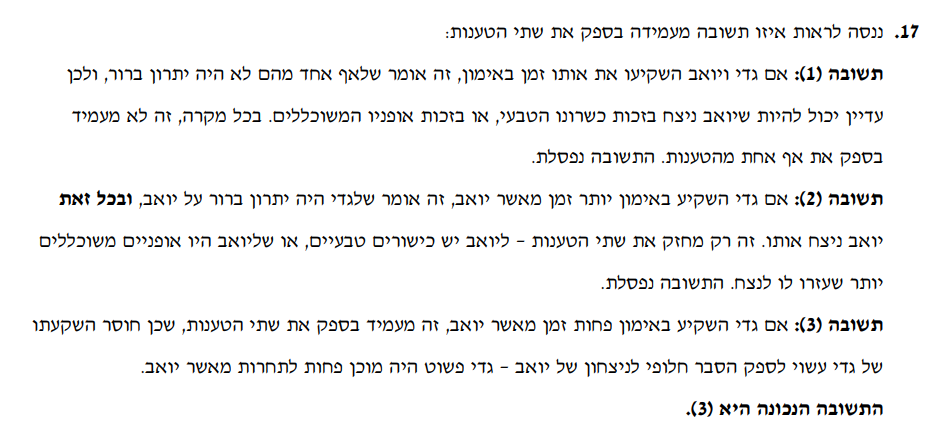 17. ננסה לראות איזו תשובה מעמידה בספק את שתי הטענות:
תשובה (1): אם גדי ויואב השקיעו את אותו זמן באימון, זה אומר שלאף אחד מהם לא היה יתרון ברור, ולכן
עדיין יכול להיות שיואב ניצח בזכות כשרונו הטבעי, או בזכות אופניו המשוכללים. בכל מקרה, זה לא מעמיד
בספק את אף אחת מהטענות. התשובה נפסלת.
תשובה (2): אם גדי השקיע באימון יותר זמן מאשר יואב, זה אומר שלגדי היה יתרון ברור על יואב, ובכל זאת
יואב ניצח אותו. זה רק מחזק את שתי הטענות – ליואב יש כישורים טבעיים, או שליואב היו אופניים משוכללים
יותר שעזרו לו לנצח. התשובה נפסלת.
תשובה (3): אם גדי השקיע באימון פחות זמן מאשר יואב, זה מעמיד בספק את שתי הטענות, שכן חוסר השקעתו
של גדי עשוי לספק הסבר חלופי לניצחון של יואב – גדי פשוט היה מוכן פחות לתחרות מאשר יואב.
התשובה הנכונה היא (3).